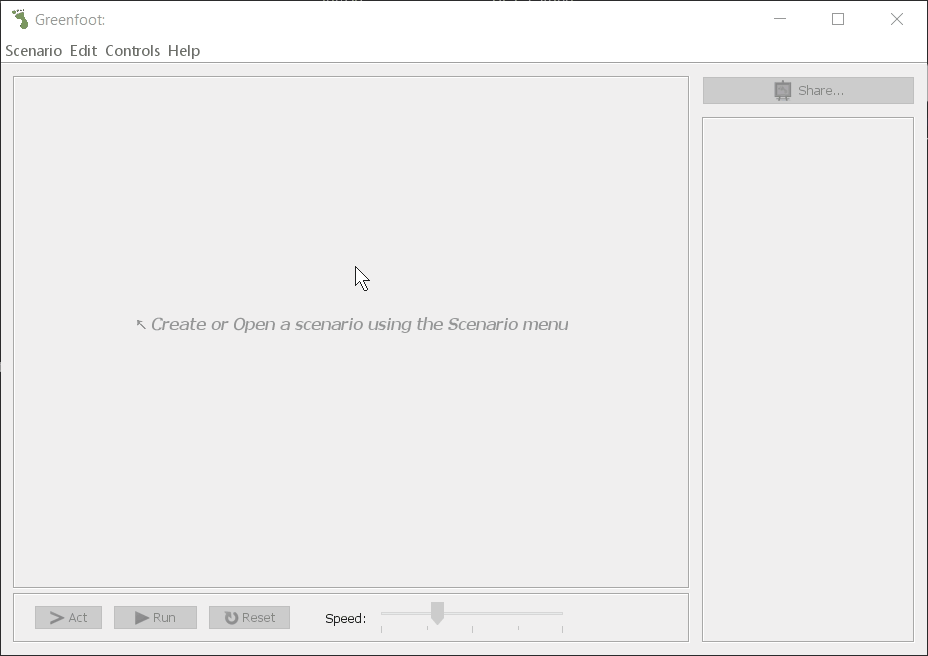 Greenfoot:
Scenario Edit Controls Help
Share...
Create or Open a scenario using the Scenario menu
Act Run Reset Speed: